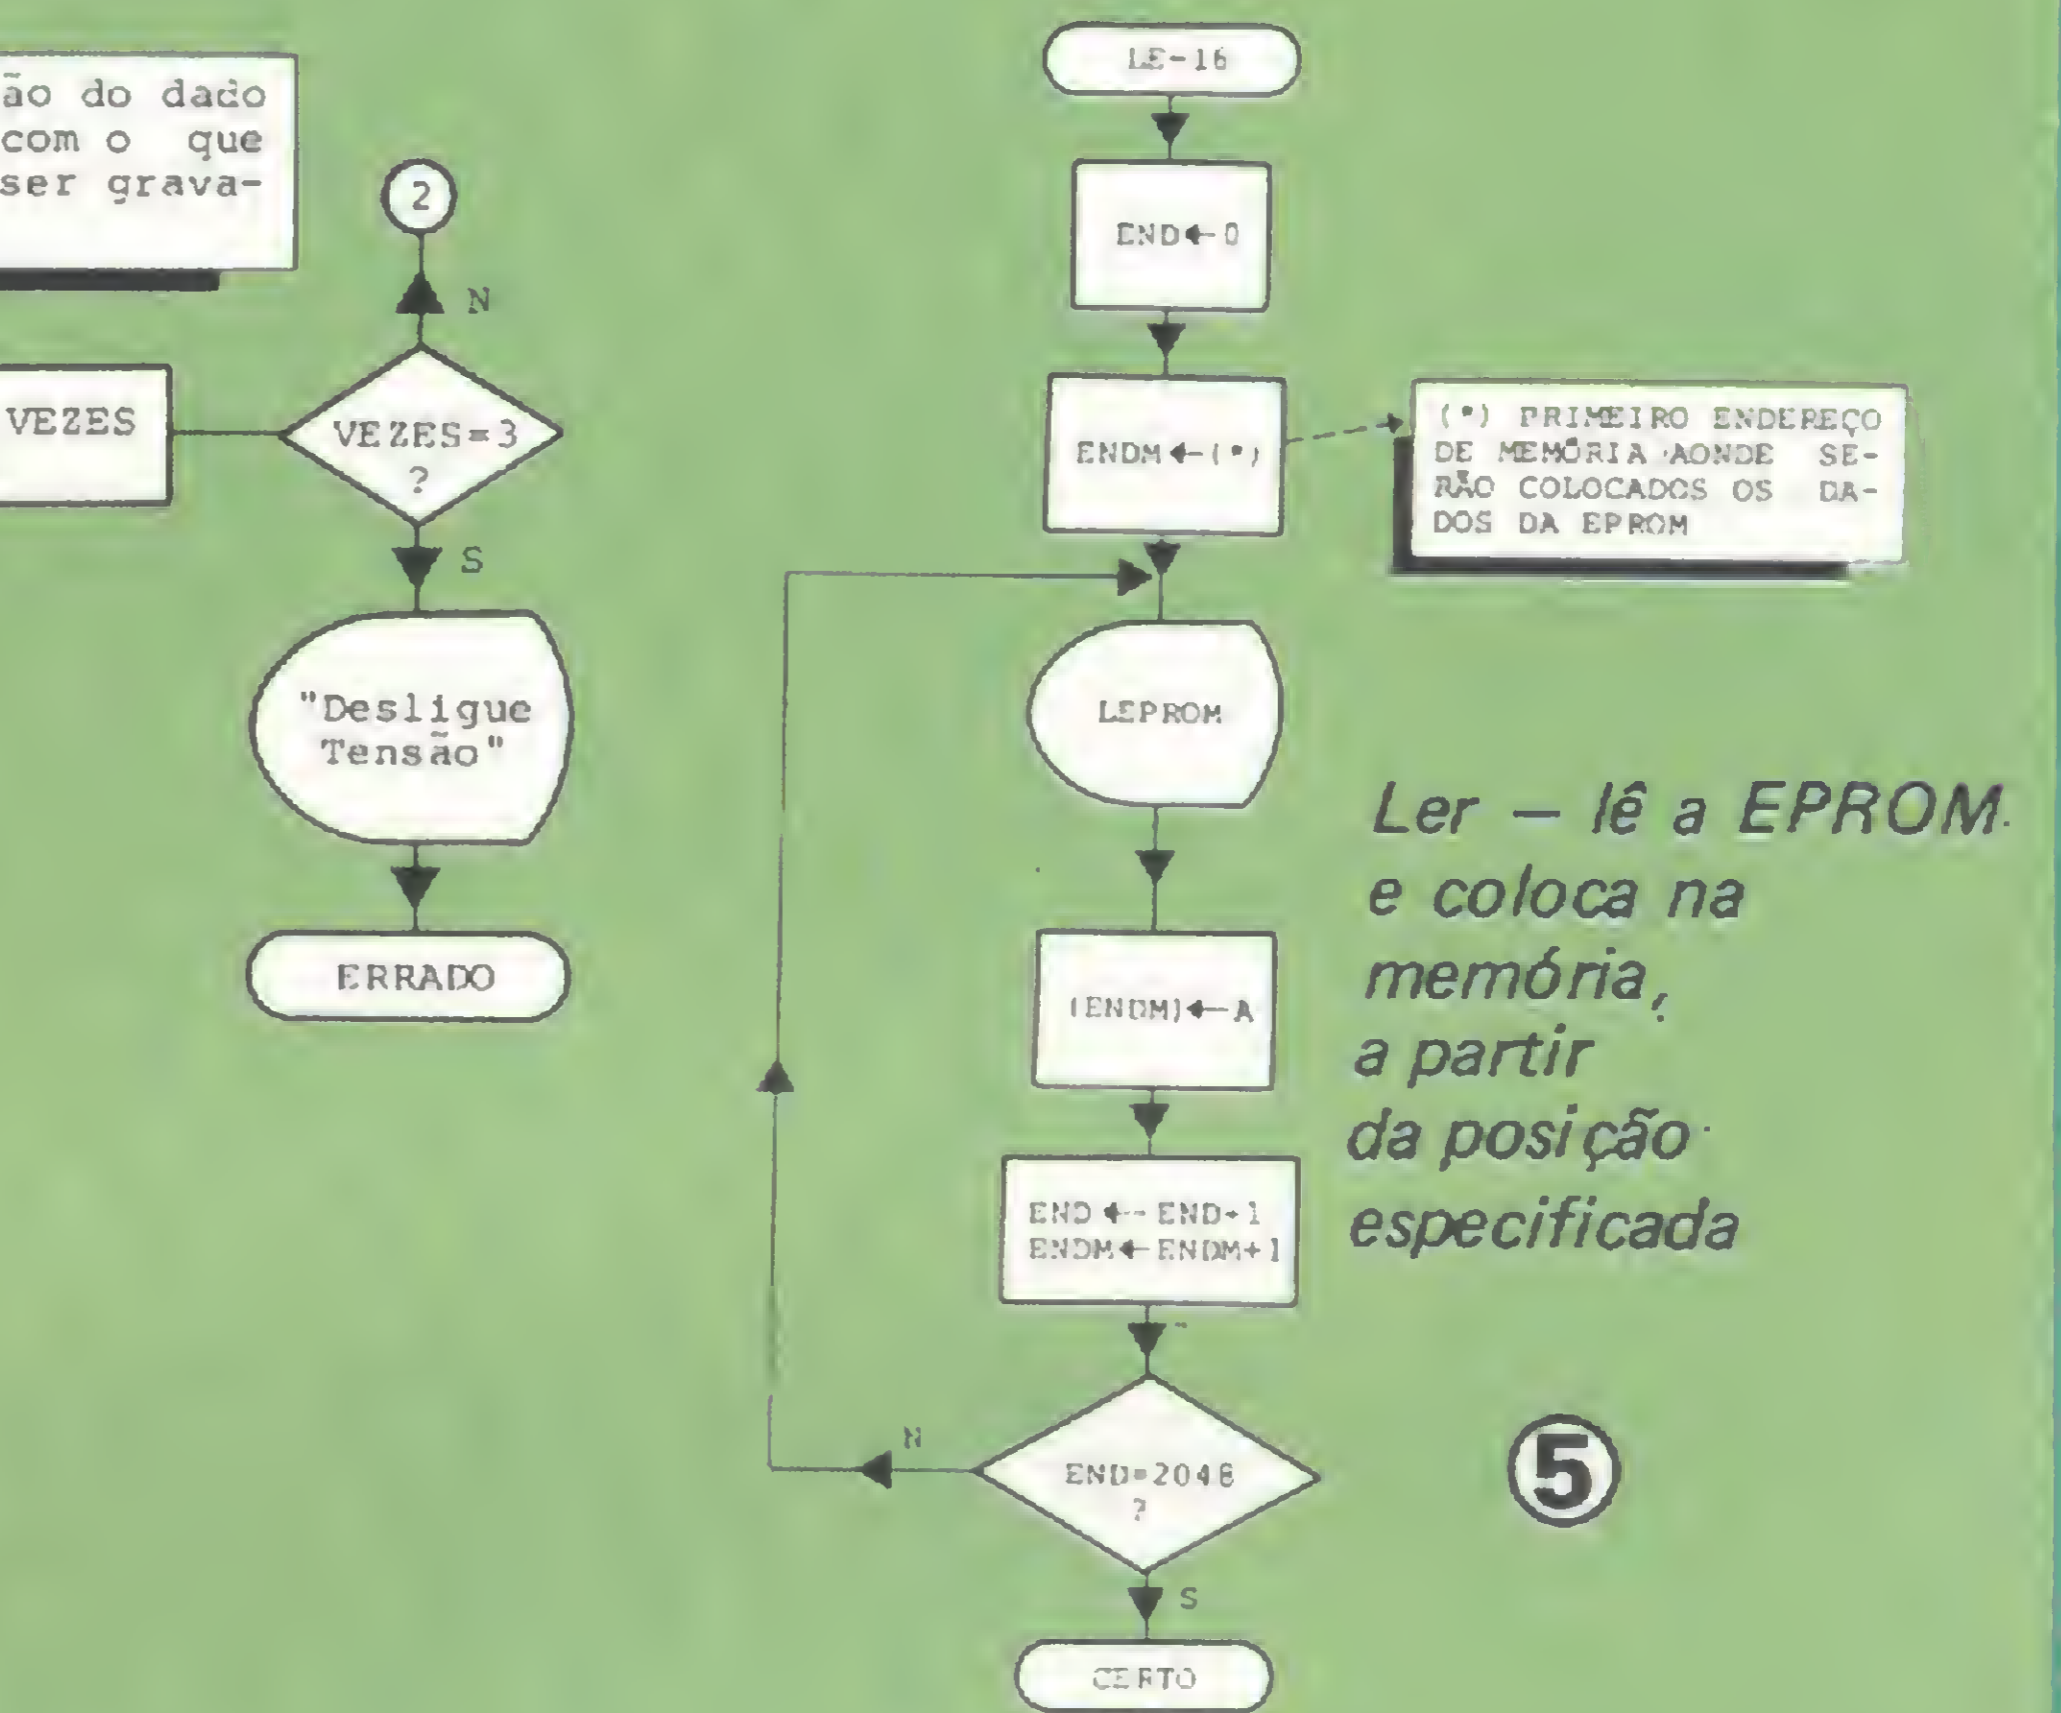 ão do dado
com o que
ser grava-
2
N
VEZES
VEZES=3
?
S
"Desligue
Tensão"
ERRADO
LE-16
END←0
ENDM←(*)
(*) PRIMEIRO ENDEREÇO
DE MEMÓRIA AONDE SE-
RÃO COLOCADOS OS DA-
DOS DA EPROM
LEPROM
(ENDM)←A
END←END+1
ENDM←ENDM+1
N
END=2048
?
S
CERTO
Ler — lê a EPROM
e coloca na
memória,
a partir
da posição
especificada
5